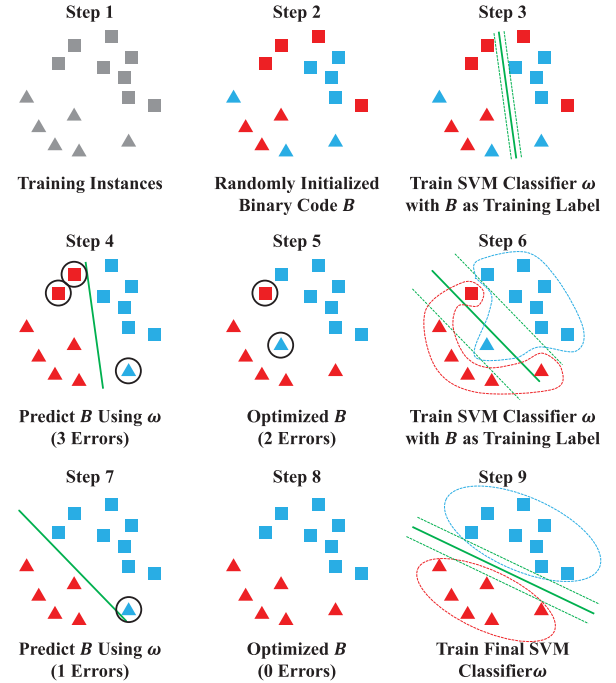 Step 1
Step 2
Step 3
Training Instances
Randomly Initialized
Binary Code B
Train SVM Classifier ω
with B as Training Label
Step 4
Step 5
Step 6
Predict B Using ω
(3 Errors)
Optimized B
(2 Errors)
Train SVM Classifier ω
with B as Training Label
Step 7
Step 8
Step 9
Predict B Using ω
(1 Errors)
Optimized B
(0 Errors)
Train Final SVM
Classifierω